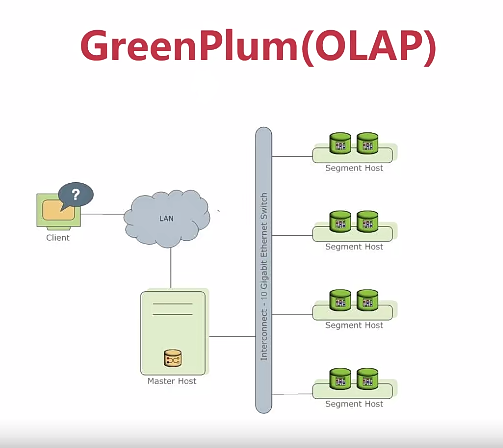 GreenPlum(OLAP)
?
Client
LAN
Master Host
Interconnect - 10 Gigabit Ethernet Switch
Segment Host
Segment Host
Segment Host
Segment Host